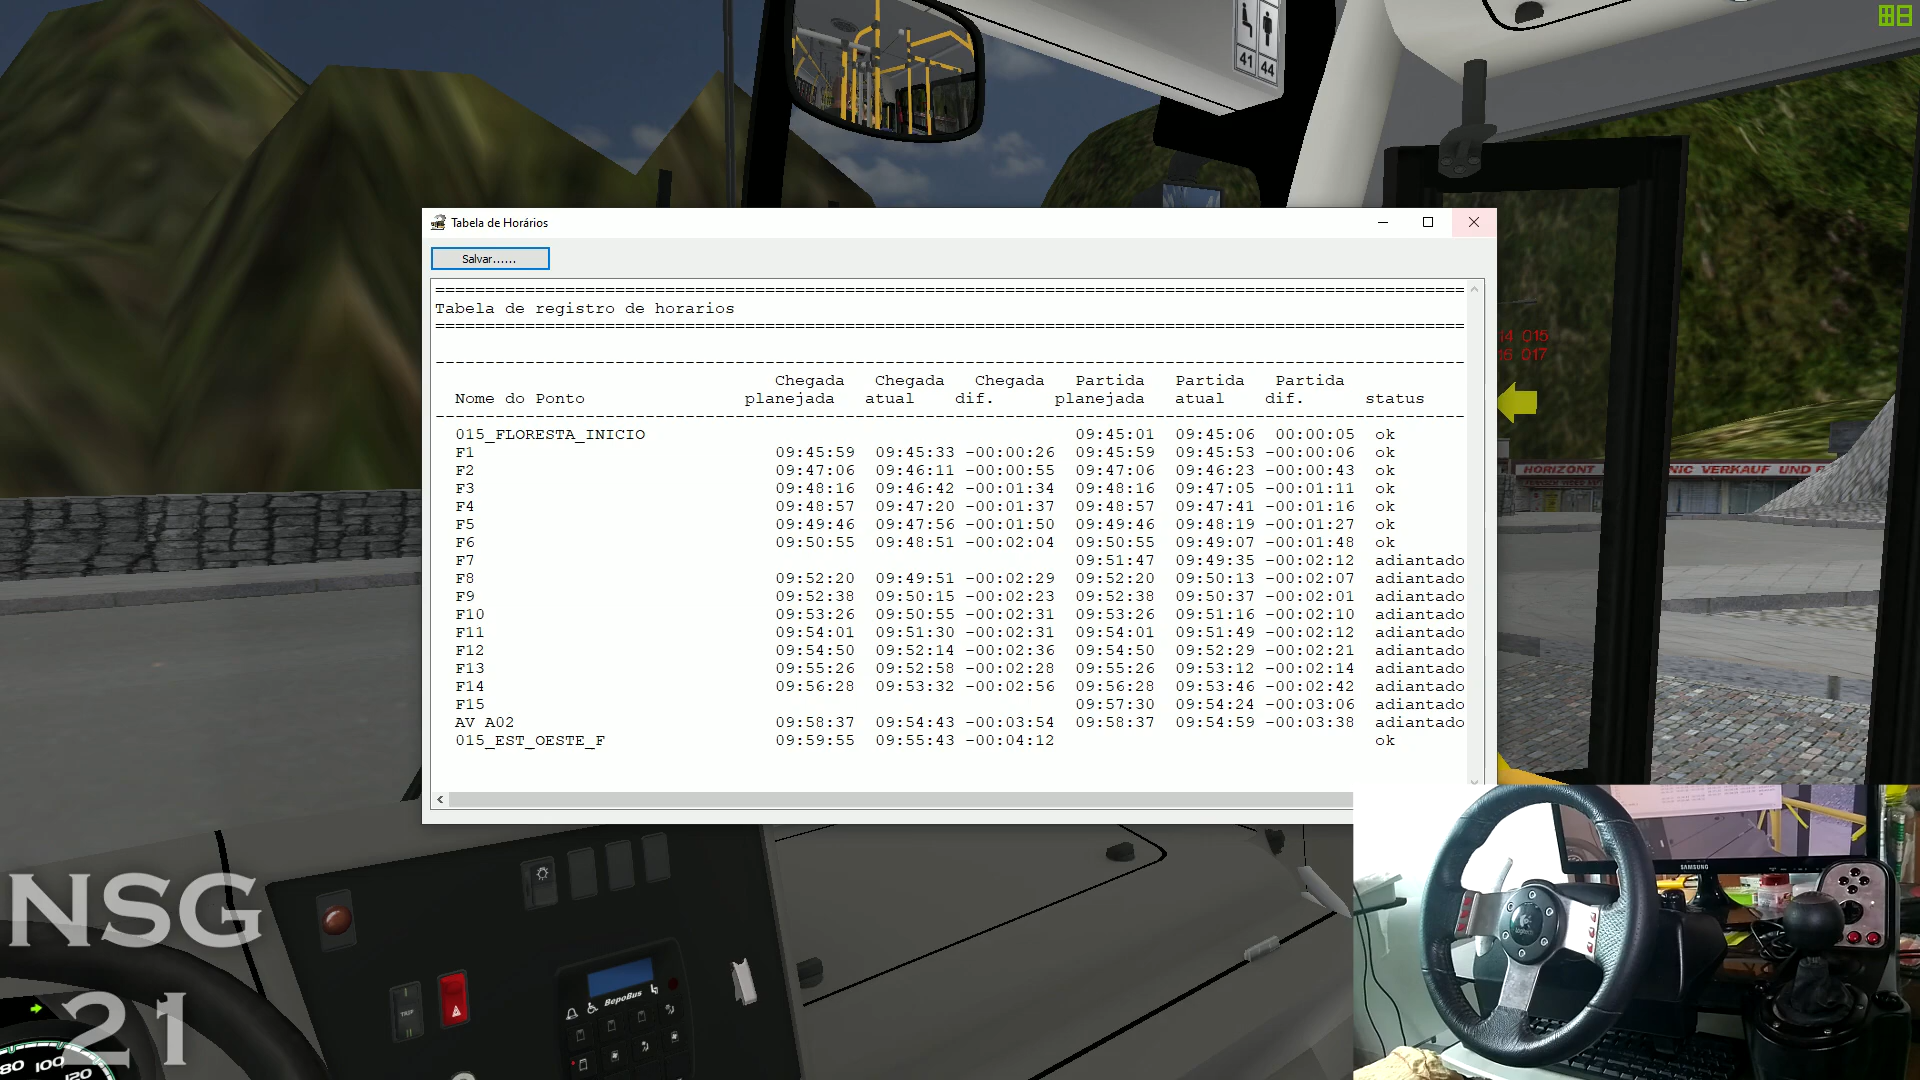 41 44
Tabela de Horários
Salvar......
Tabela de registro de horarios
Chegada Chegada Chegada Partida Partida Partida
Nome do Ponto planejada atual dif. planejada atual dif. status
015_FLORESTA_INICIO 09:45:01 09:45:06 00:00:05 ok
F1 09:45:59 09:45:33 -00:00:26 09:45:59 09:45:53 -00:00:06 ok
F2 09:47:06 09:46:11 -00:00:55 09:47:06 09:46:23 -00:00:43 ok
F3 09:48:16 09:46:42 -00:01:34 09:48:16 09:47:05 -00:01:11 ok
F4 09:48:57 09:47:20 -00:01:37 09:48:57 09:47:41 -00:01:16 ok
F5 09:49:46 09:47:56 -00:01:50 09:49:46 09:48:19 -00:01:27 ok
F6 09:50:55 09:48:51 -00:02:04 09:50:55 09:49:07 -00:01:48 ok
F7 09:51:47 09:49:35 -00:02:12 adiantado
F8 09:52:20 09:49:51 -00:02:29 09:52:20 09:50:13 -00:02:07 adiantado
F9 09:52:38 09:50:15 -00:02:23 09:52:38 09:50:37 -00:02:01 adiantado
F10 09:53:26 09:50:55 -00:02:31 09:53:26 09:51:16 -00:02:10 adiantado
F11 09:54:01 09:51:30 -00:02:31 09:54:01 09:51:49 -00:02:12 adiantado
F12 09:54:50 09:52:14 -00:02:36 09:54:50 09:52:29 -00:02:21 adiantado
F13 09:55:26 09:52:58 -00:02:28 09:55:26 09:53:12 -00:02:14 adiantado
F14 09:56:28 09:53:32 -00:02:56 09:56:28 09:53:46 -00:02:42 adiantado
F15 09:57:30 09:54:24 -00:03:06 adiantado
AV A02 09:58:37 09:54:43 -00:03:54 09:58:37 09:54:59 -00:03:38 adiantado
015_EST_OESTE_F 09:59:55 09:55:43 -00:04:12 ok
14 015
16 017
HORIZONT NIC VERKAUF UND
NSG
21
BepoBus
TRIP
80 100 120
SAMSUNG
Logitech